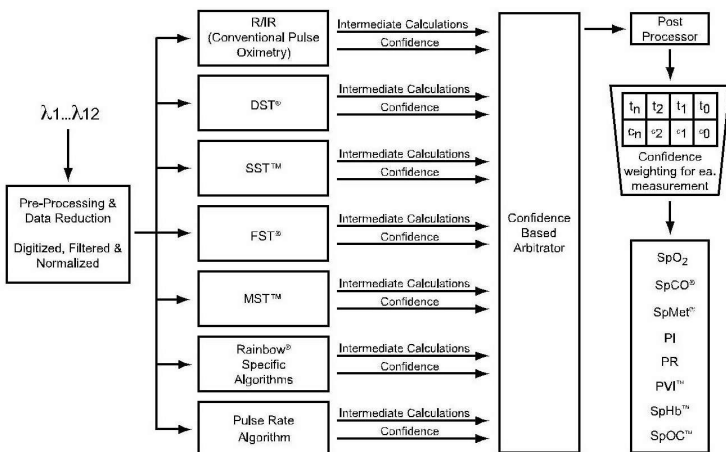 λ1...λ12
Pre-Processing &
Data Reduction
Digitized, Filtered &
Normalized
R/IR
(Conventional Pulse
Oximetry)
Intermediate Calculations
Confidence
DST®
Intermediate Calculations
Confidence
SST™
Intermediate Calculations
Confidence
FST®
Intermediate Calculations
Confidence
MST™
Intermediate Calculations
Confidence
Rainbow®
Specific
Algorithms
Intermediate Calculations
Confidence
Pulse Rate
Algorithm
Intermediate Calculations
Confidence
Confidence
Based
Arbitrator
Post
Processor
tn t2 t1 t0
cn c2 c1 c0
Confidence
weighting for ea.
measurement
SpO2
SpCO®
SpMet®
PI
PR
PVI™
SpHb™
SpOC™